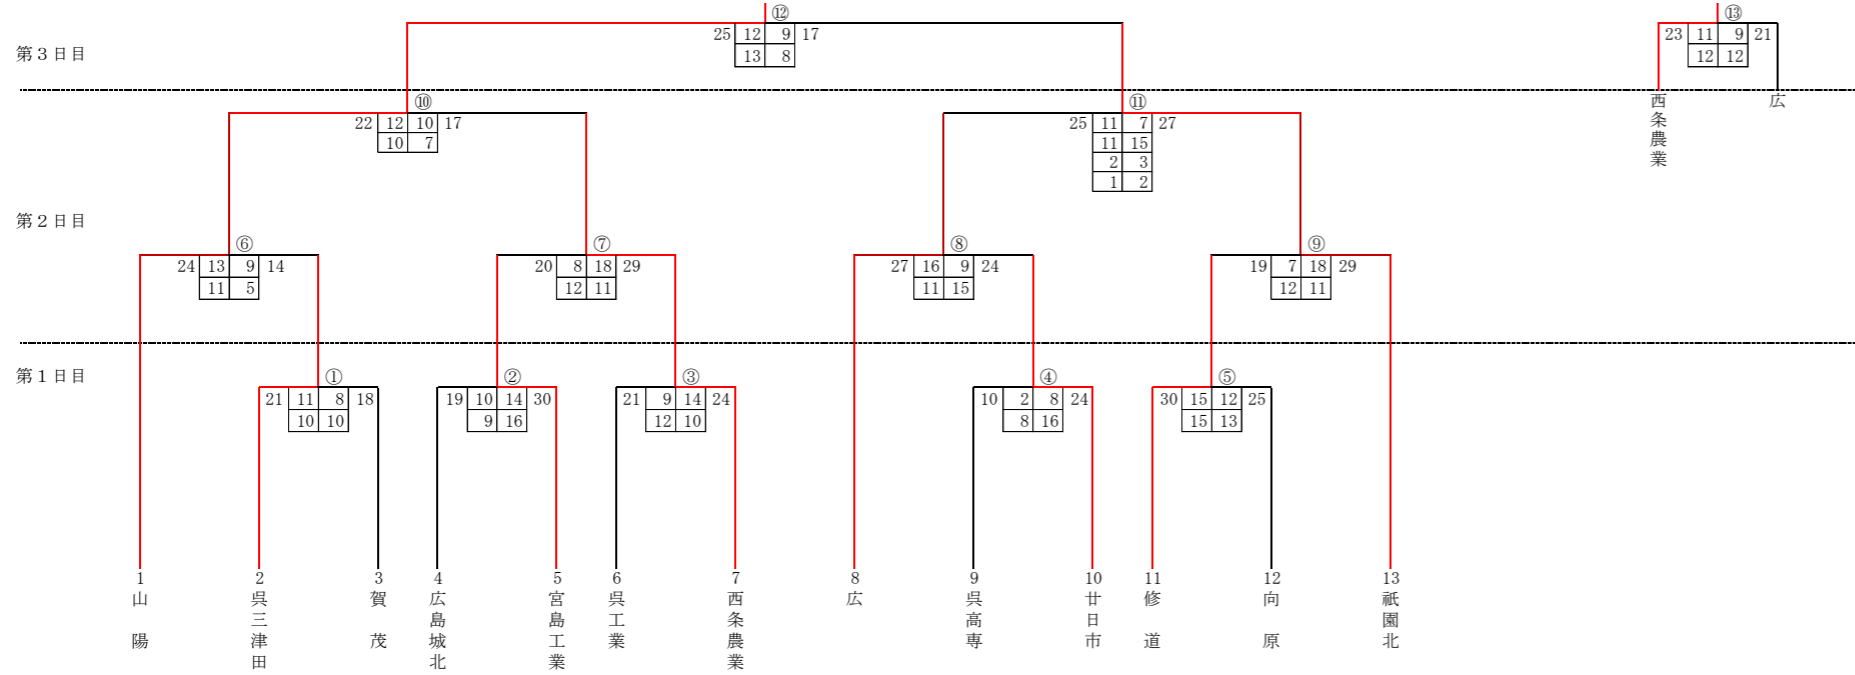 ⑫ ⑬
25 12 9 17 23 11 9 21
第3日目
13 8 12 12
⑩ ⑪ 西条農業 広
22 12 10 17 25 11 7 27
10 7 11 15
2 3
1 2
第2日目
⑥ ⑦ ⑧ ⑨
24 13 9 14 20 8 18 29 27 16 9 24 19 7 18 29
11 5 12 11 11 15 12 11
第1日目
① ② ③ ④ ⑤
21 11 8 18 19 10 14 30 21 9 14 24 10 2 8 24 30 15 12 25
10 10 9 16 12 10 8 16 15 13
1 2 3 4 5 6 7 8 9 10 11 12 13
山陽
呉三津田
賀茂
広島城北
宮島工業
呉工業
西条農業
広
呉高専
廿日市
修道
向原
祇園北